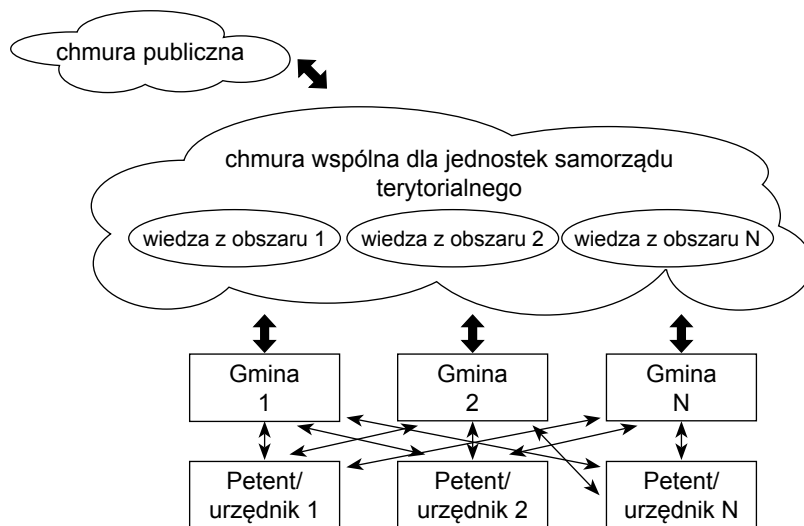 chmura publiczna
chmura wspólna dla jednostek samorządu
terytorialnego
wiedza z obszaru 1
wiedza z obszaru 2
wiedza z obszaru N
Gmina
1
Gmina
2
Gmina
N
Petent/
urzędnik 1
Petent/
urzędnik 2
Petent/
urzędnik N